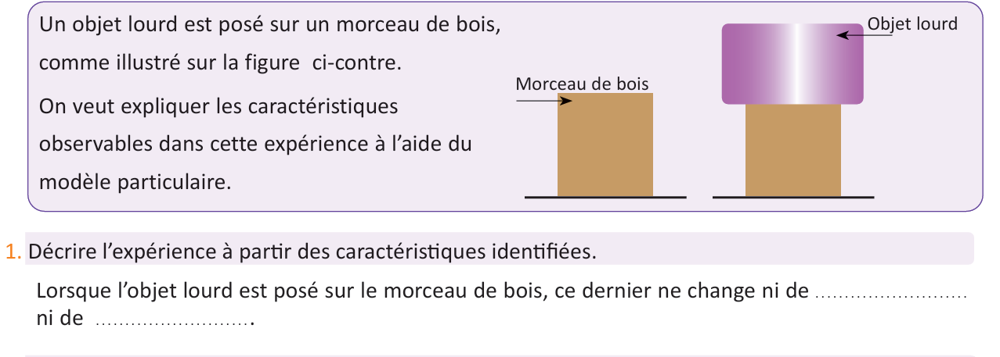 Un objet lourd est posé sur un morceau de bois,
comme illustré sur la figure ci-contre.
On veut expliquer les caractéristiques
observables dans cette expérience à l’aide du
modèle particulaire.
Morceau de bois
Objet lourd
1. Décrire l’expérience à partir des caractéristiques identifiées.
Lorsque l’objet lourd est posé sur le morceau de bois, ce dernier ne change ni de ..........................
ni de ..........................